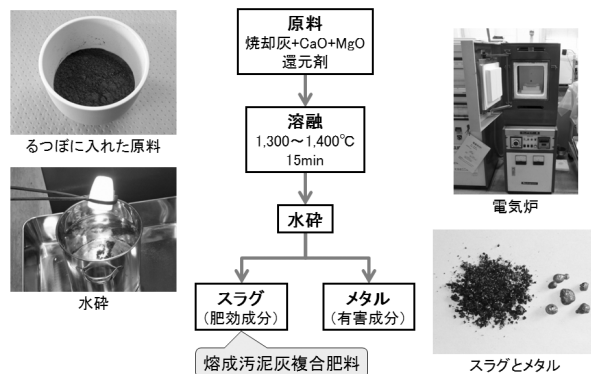 原料
焼却灰+CaO+MgO
還元剤
溶融
1,300～1,400℃
15min
水砕
スラグ
(肥効成分)
メタル
(有害成分)
熔成汚泥灰複合肥料
るつぼに入れた原料
水砕
電気炉
スラグとメタル